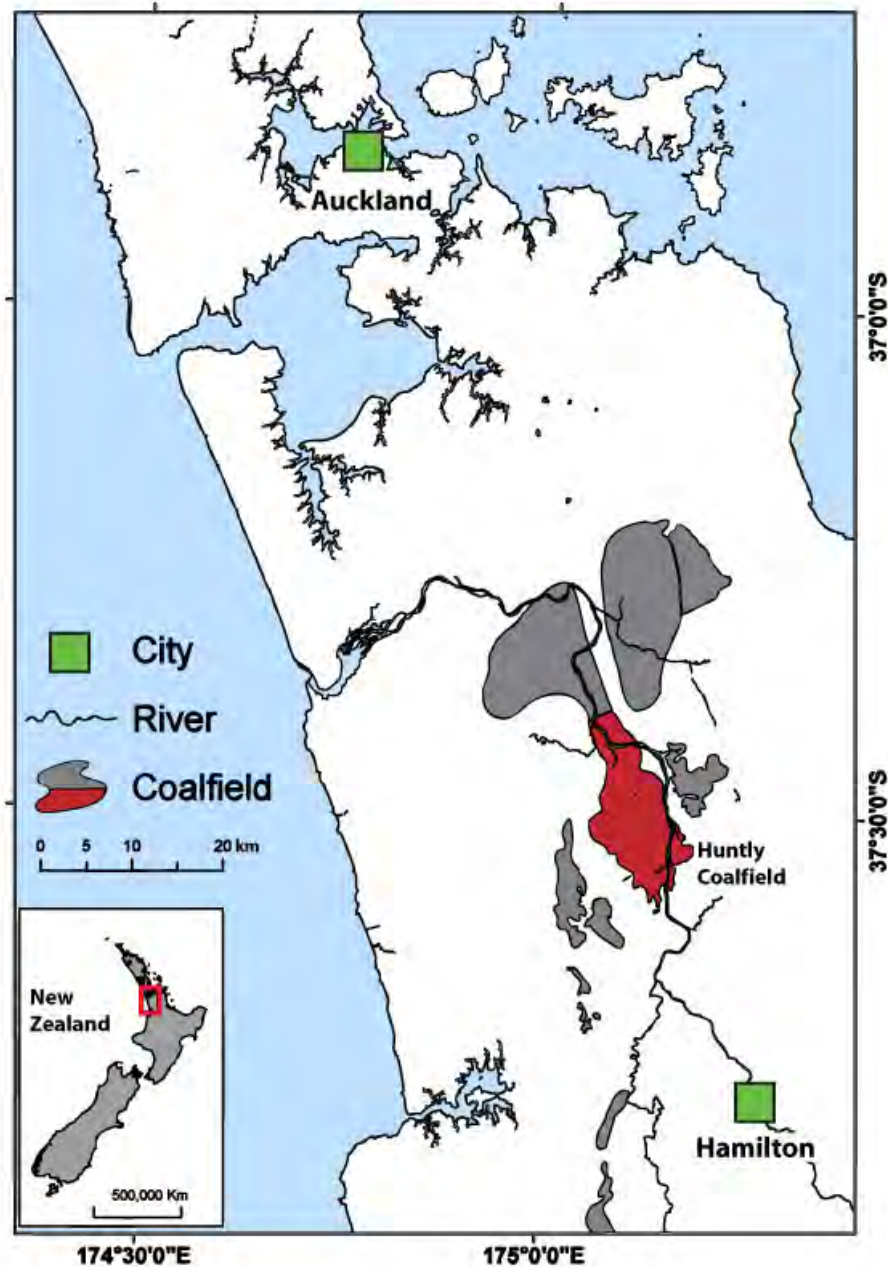 Auckland
37°0'0"S
City
River
Coalfield
0 5 10 20 km
37°30'0"S
Huntly
Coalfield
New
Zealand
500,000 Km
Hamilton
174°30'0"E
175°0'0"E